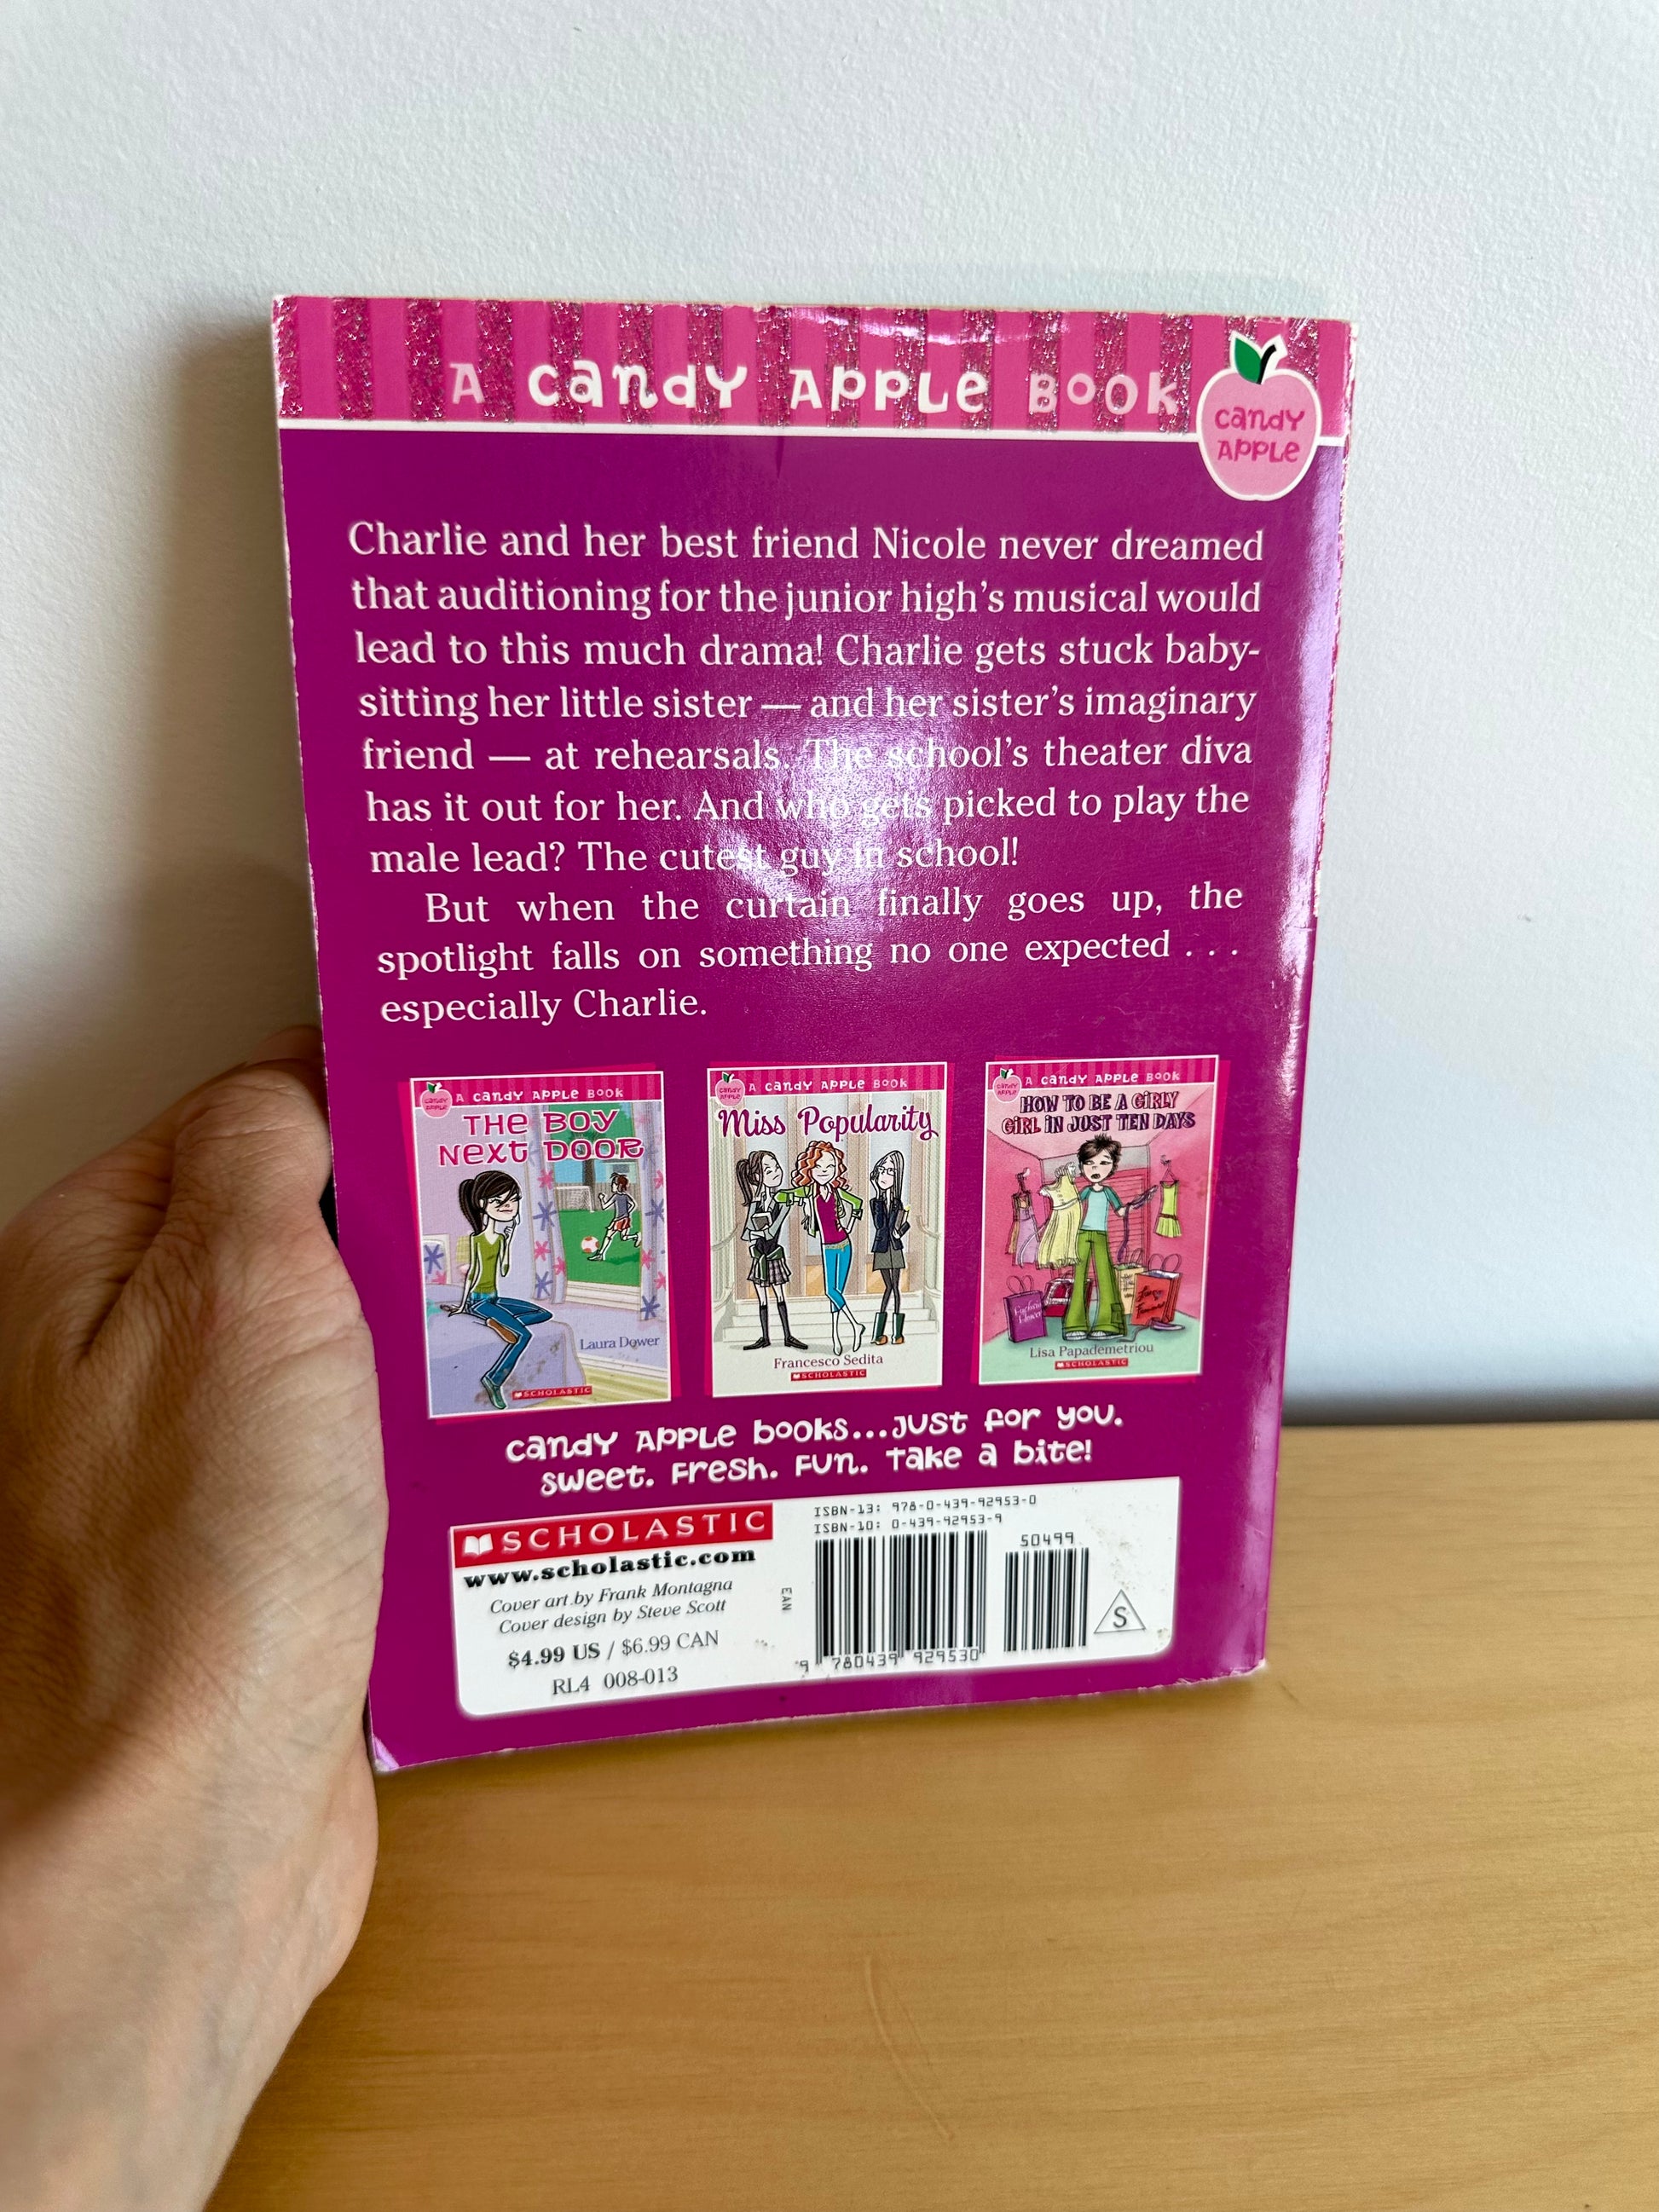 A CANDY APPLE BOOK
CANDY
APPLE
Charlie and her best friend Nicole never dreamed
that auditioning for the junior high's musical would
lead to this much drama! Charlie gets stuck baby-
sitting her little sister — and her sister's imaginary
friend — at rehearsals. The school's theater diva
has it out for her. And who gets picked to play the
male lead? The cutest guy in school!
But when the curtain finally goes up, the
spotlight falls on something no one expected . . .
especially Charlie.
CANDY APPLE
A CANDY APPLE BOOK
THE BOY
NEXT DOOR
Laura Dower
SCHOLASTIC
CANDY APPLE
A CANDY APPLE BOOK
Miss Popularity
Francesco Sedita
SCHOLASTIC
CANDY APPLE
A CANDY APPLE BOOK
HOW TO BE A GIRLY
GIRL IN JUST TEN DAYS
Lisa Papademetriou
SCHOLASTIC
CANDY APPLE BOOKS...JUST FOR YOU.
SWEET. FRESH. FUN. TAKE A BITE!
SCHOLASTIC
www.scholastic.com
Cover art by Frank Montagna
Cover design by Steve Scott
$4.99 US / $6.99 CAN
RL4 008-013
EAN
ISBN-13: 978-0-439-92953-0
ISBN-10: 0-439-92953-9
50499
9 780439 929530
S